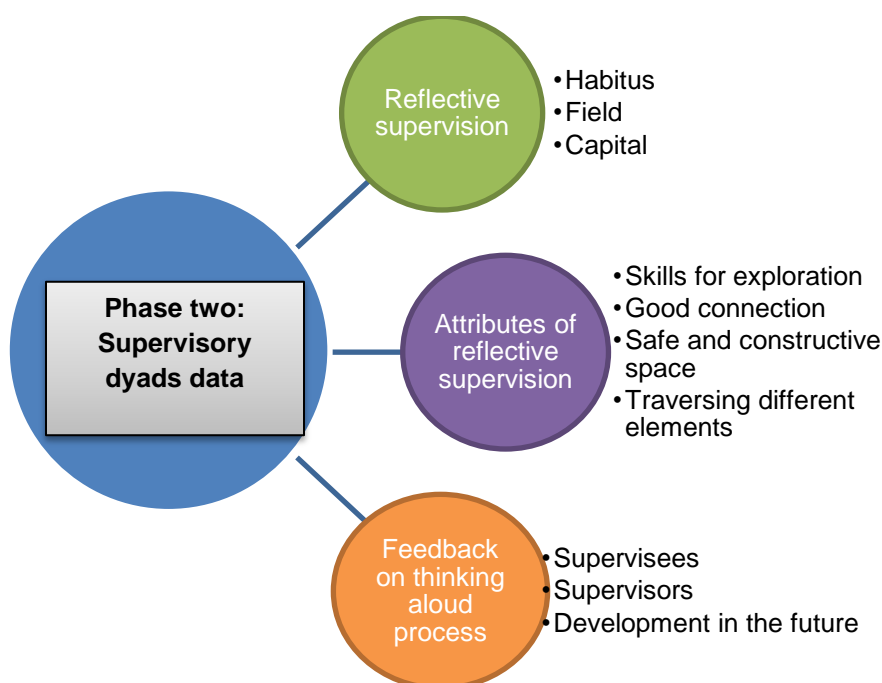 Phase two:
Supervisory
dyads data
Reflective
supervision
•Habitus
•Field
•Capital
Attributes of
reflective
supervision
•Skills for exploration
•Good connection
•Safe and constructive
space
•Traversing different
elements
Feedback
on thinking
aloud
process
•Supervisees
•Supervisors
•Development in the future